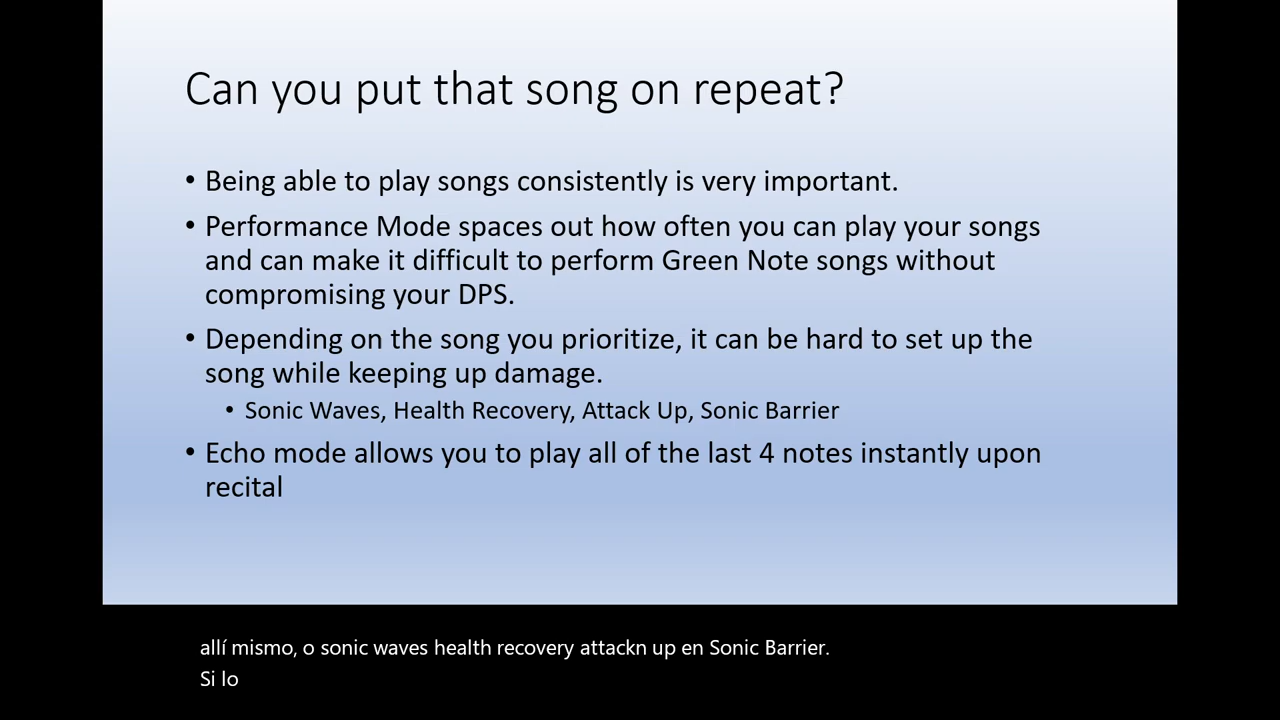 Can you put that song on repeat?
• Being able to play songs consistently is very important.
• Performance Mode spaces out how often you can play your songs
and can make it difficult to perform Green Note songs without
compromising your DPS.
• Depending on the song you prioritize, it can be hard to set up the
song while keeping up damage.
• Sonic Waves, Health Recovery, Attack Up, Sonic Barrier
• Echo mode allows you to play all of the last 4 notes instantly upon
recital
allí mismo, o sonic waves health recovery attackn up en Sonic Barrier.
Si lo